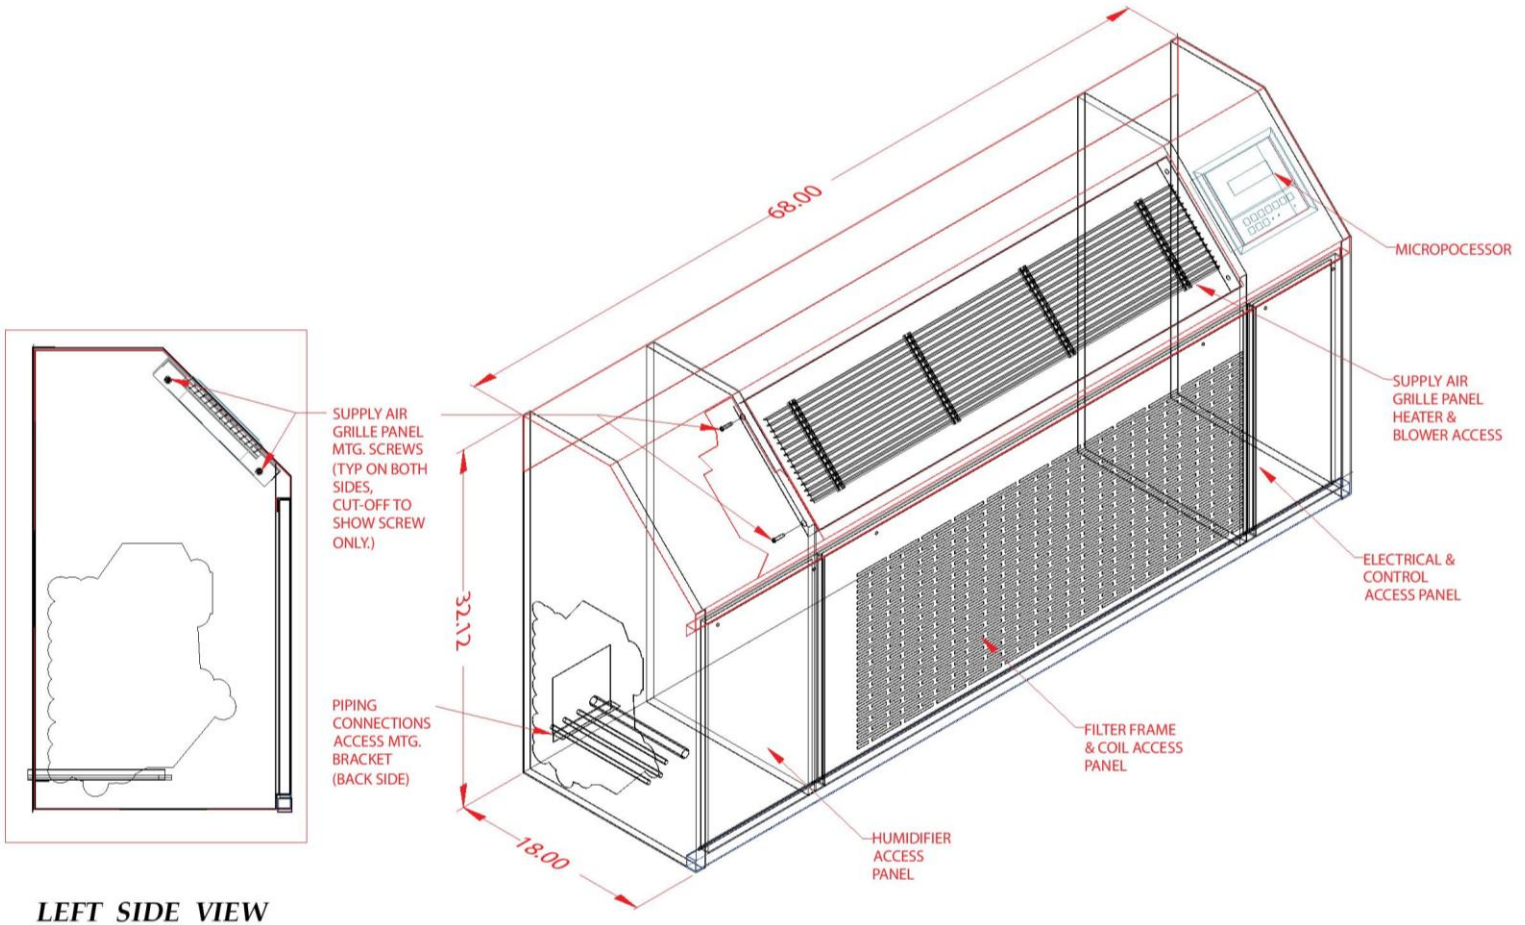 68.00
MICROPOCESSOR
SUPPLY AIR
GRILLE PANEL
HEATER &
BLOWER ACCESS
SUPPLY AIR
GRILLE PANEL
MTG. SCREWS
(TYP ON BOTH
SIDES,
CUT-OFF TO
SHOW SCREW
ONLY.)
32.12
ELECTRICAL &
CONTROL
ACCESS PANEL
PIPING
CONNECTIONS
ACCESS MTG.
BRACKET
(BACK SIDE)
FILTER FRAME
& COIL ACCESS
PANEL
18.00
HUMIDIFIER
ACCESS
PANEL
LEFT SIDE VIEW